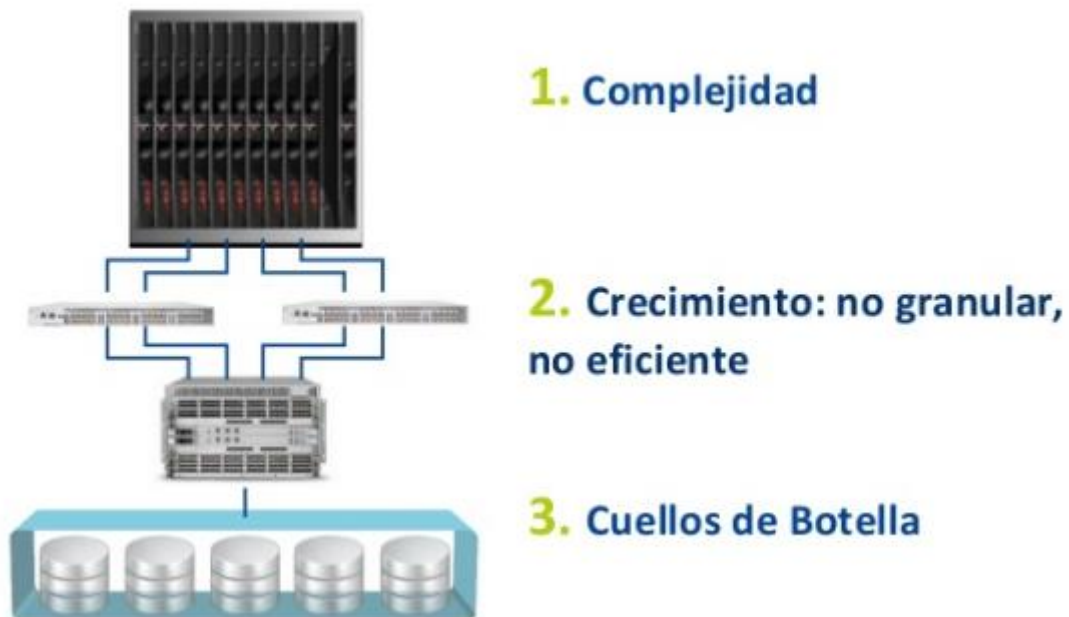 1. Complejidad
2. Crecimiento: no granular,
no eficiente
3. Cuellos de Botella